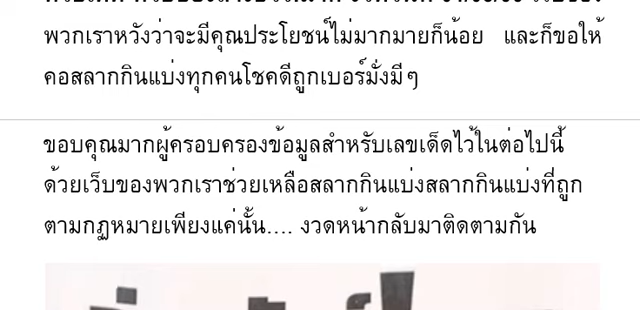 พวกเราหวังว่าจะมีคุณประโยชน์ไม่มากมายก็น้อย และก็ขอให้
คอสลากกินแบ่งทุกคนโชคดีถูกเบอร์มั่งมีๆ
ขอบคุณมากผู้ครอบครองข้อมูลสำหรับเลขเด็ดไว้ในต่อไปนี้
ด้วยเว็บของพวกเราช่วยเหลือสลากกินแบ่งสลากกินแบ่งที่ถูก
ตามกฏหมายเพียงแค่นั้น.... งวดหน้ากลับมาติดตามกัน